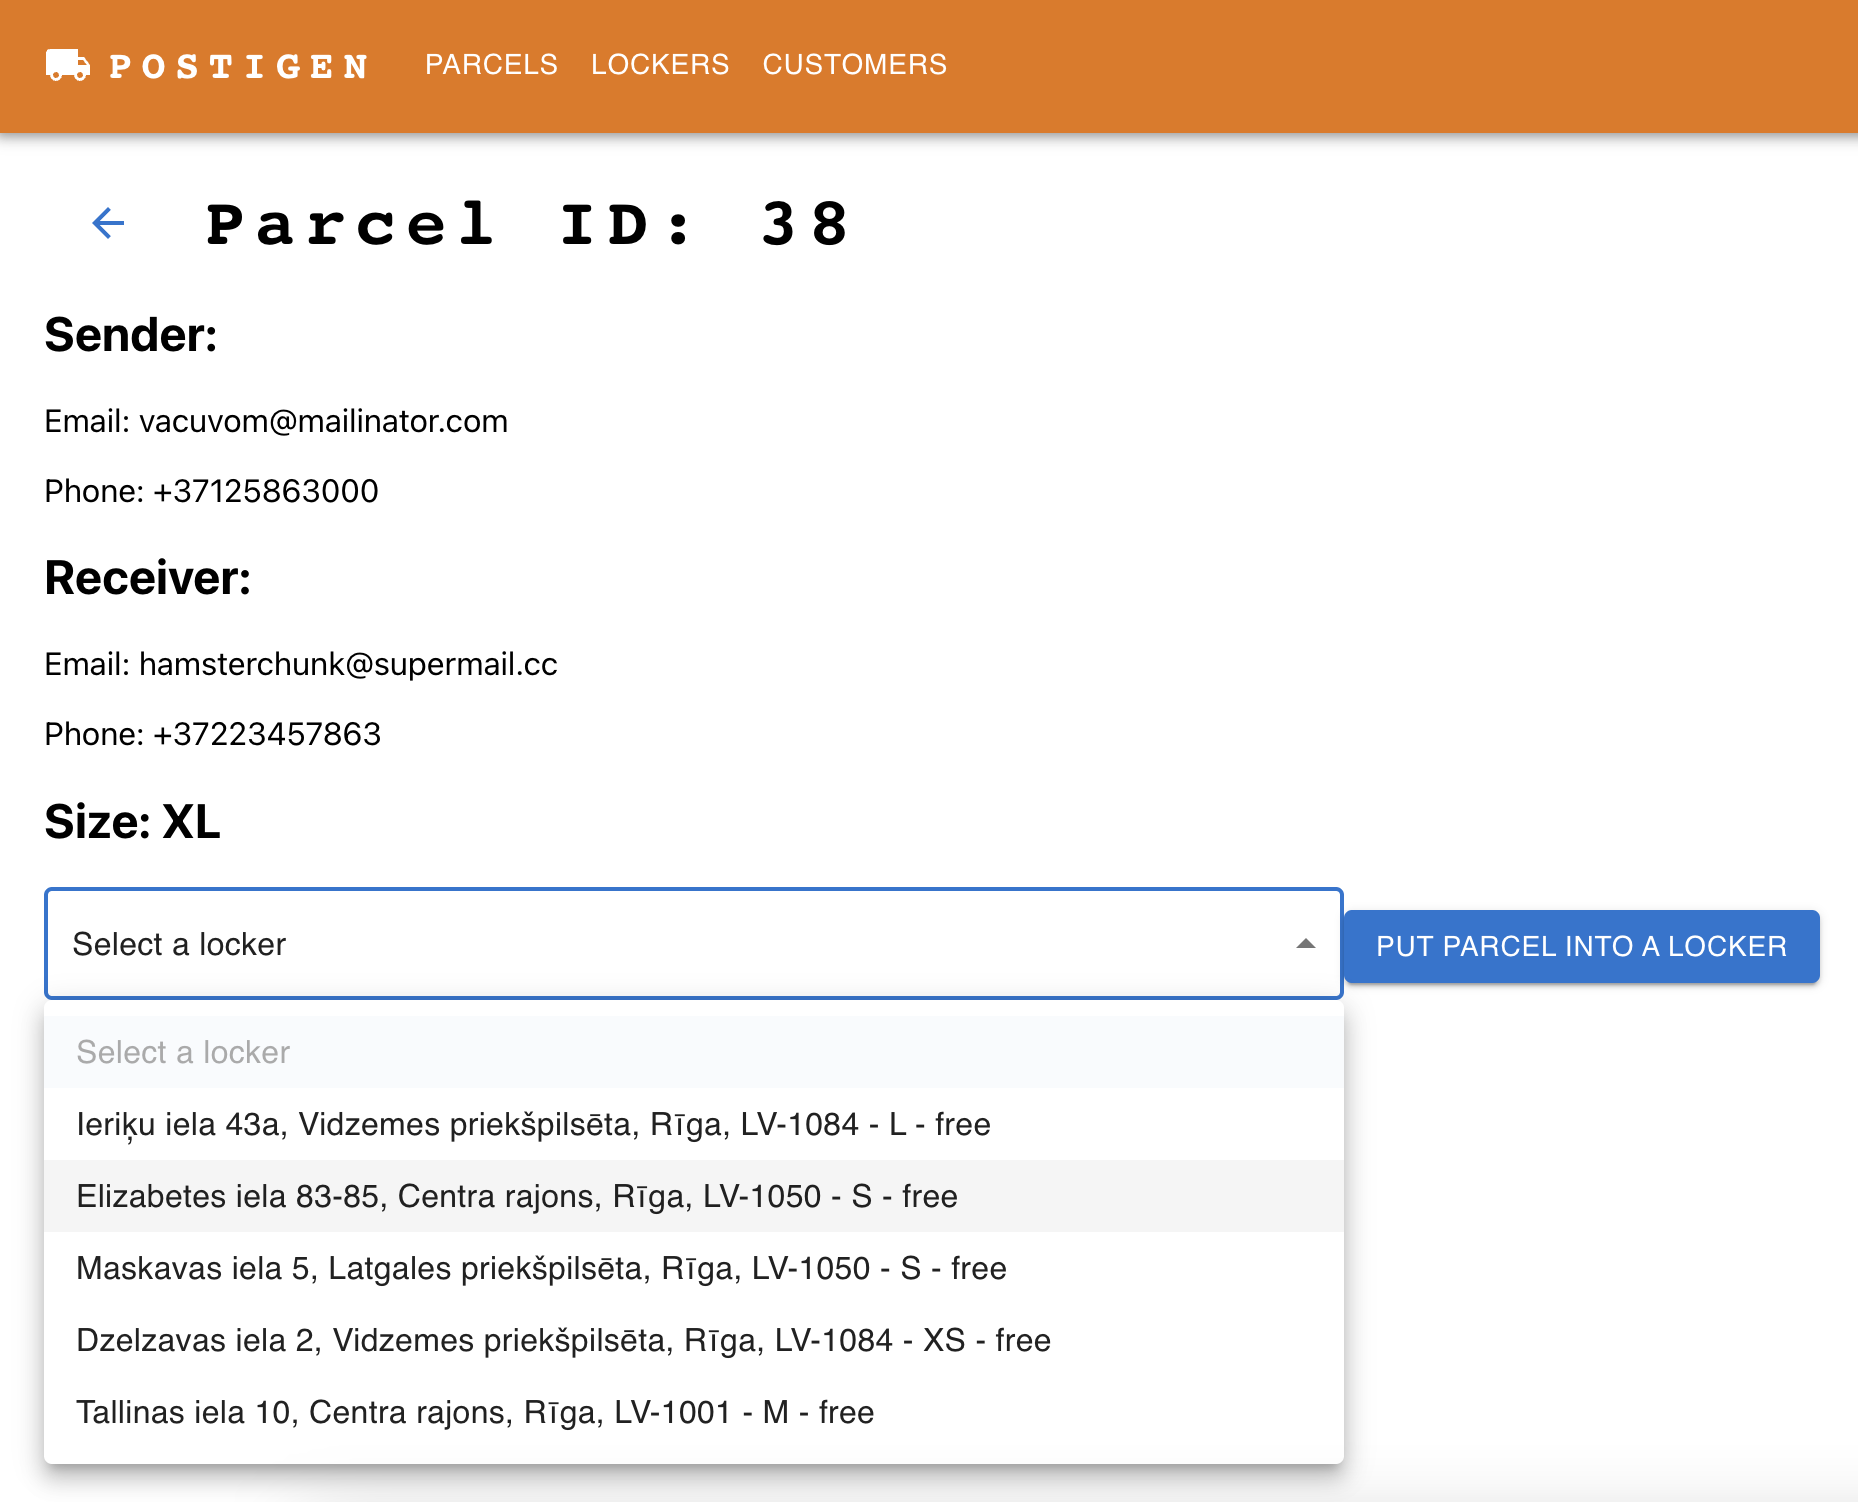 POSTIGEN PARCELS LOCKERS CUSTOMERS
Parcel ID: 38
Sender:
Email: vacuvom@mailinator.com
Phone: +37125863000
Receiver:
Email: hamsterchunk@supermail.cc
Phone: +37223457863
Size: XL
Select a locker PUT PARCEL INTO A LOCKER
Select a locker
Ieriķu iela 43a, Vidzemes priekšpilsēta, Rīga, LV-1084 - L - free
Elizabetes iela 83-85, Centra rajons, Rīga, LV-1050 - S - free
Maskavas iela 5, Latgales priekšpilsēta, Rīga, LV-1050 - S - free
Dzelzavas iela 2, Vidzemes priekšpilsēta, Rīga, LV-1084 - XS - free
Tallinas iela 10, Centra rajons, Rīga, LV-1001 - M - free